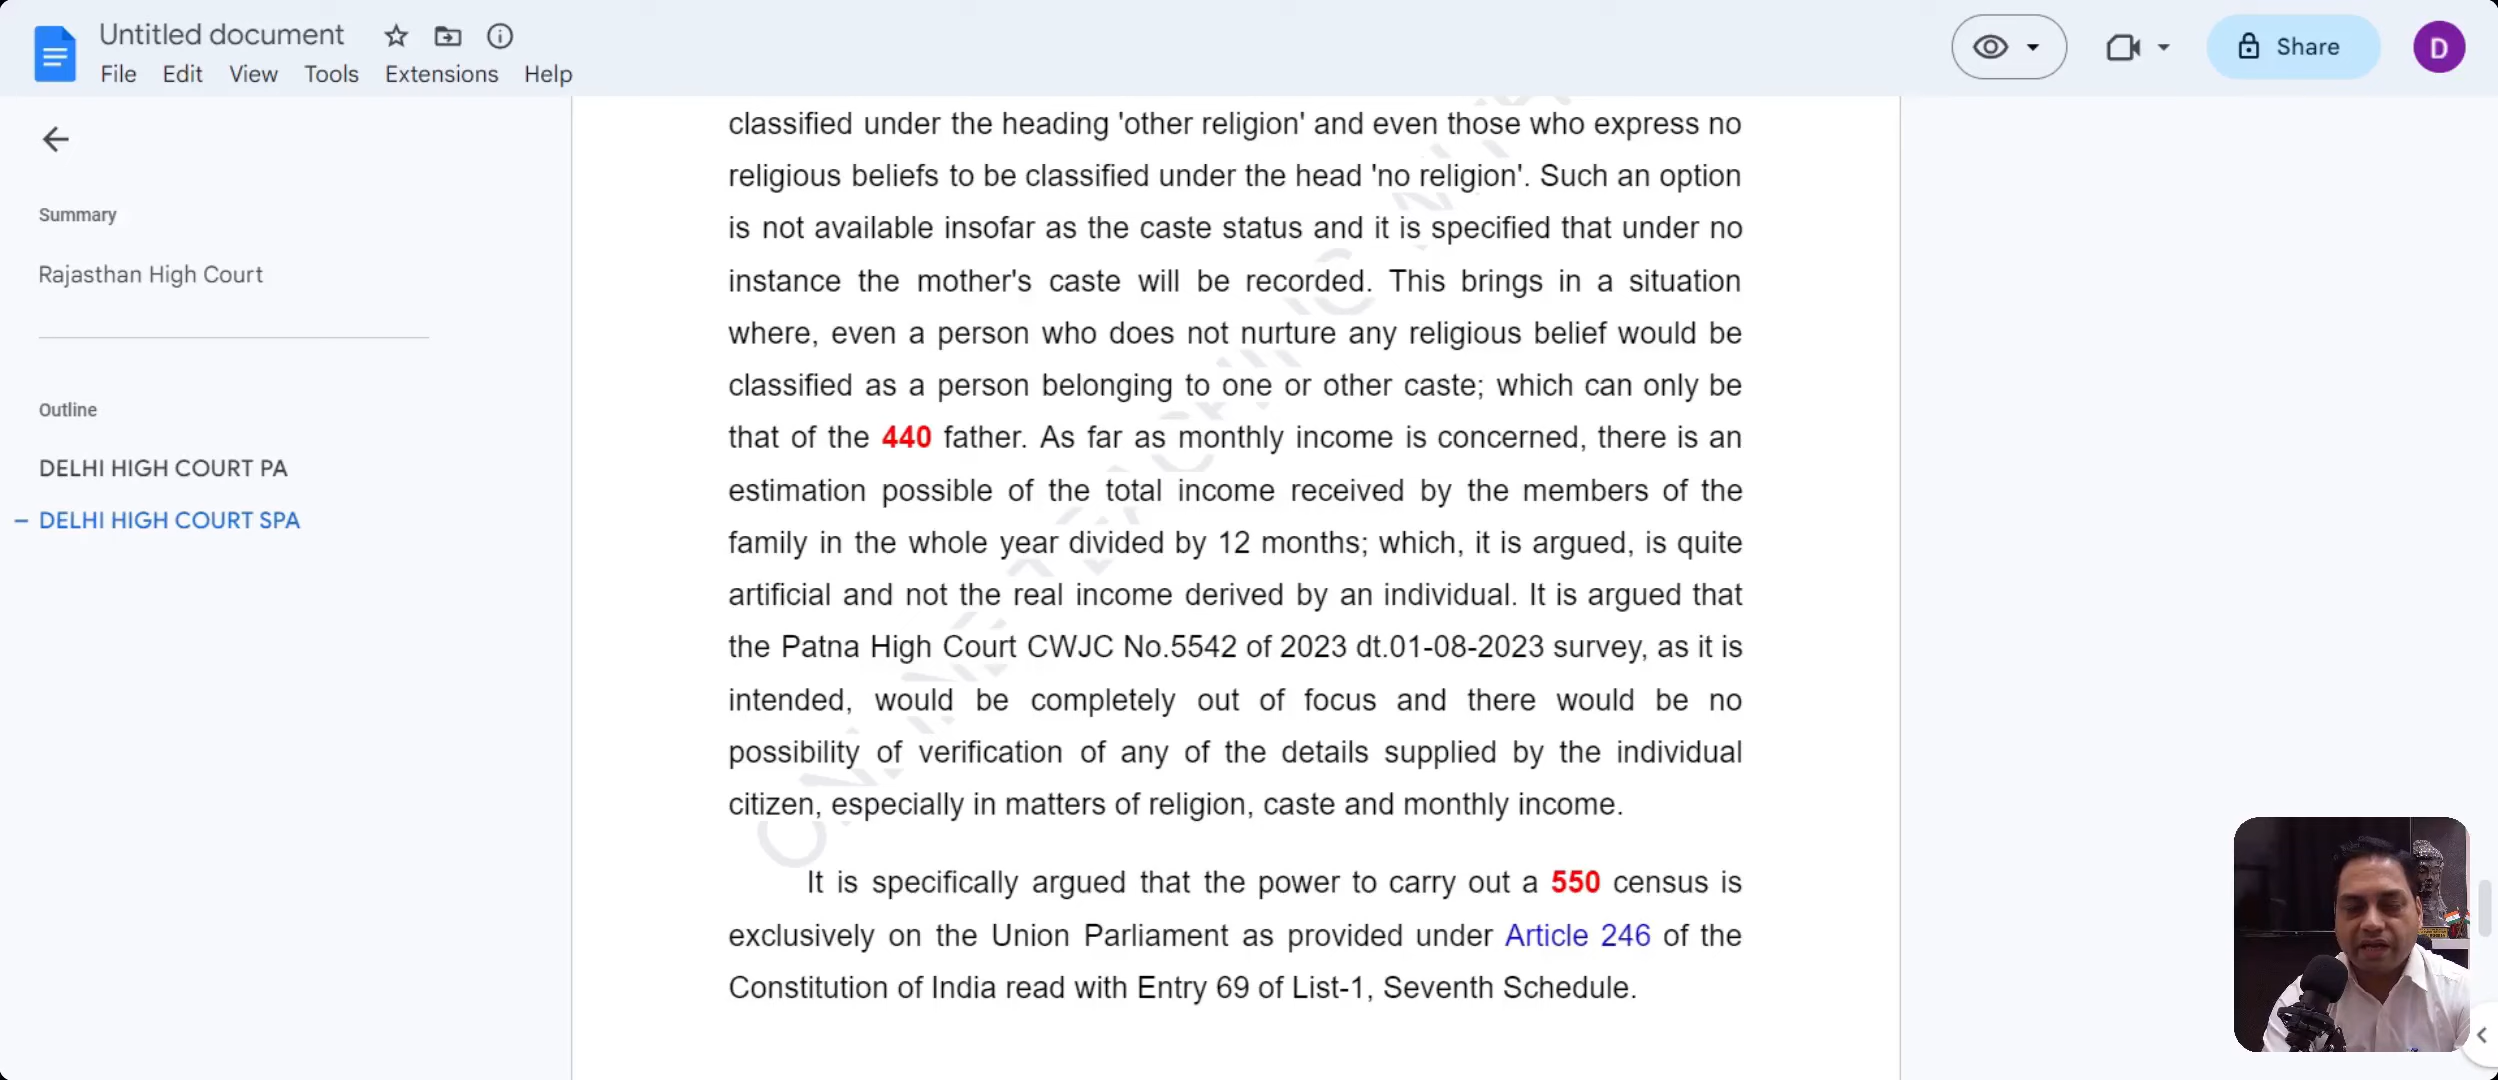 Untitled document
File Edit View Tools Extensions Help
Share
D
Summary
Rajasthan High Court
Outline
DELHI HIGH COURT PA
DELHI HIGH COURT SPA
classified under the heading 'other religion' and even those who express no
religious beliefs to be classified under the head 'no religion'. Such an option
is not available insofar as the caste status and it is specified that under no
instance the mother's caste will be recorded. This brings in a situation
where, even a person who does not nurture any religious belief would be
classified as a person belonging to one or other caste; which can only be
that of the 440 father. As far as monthly income is concerned, there is an
estimation possible of the total income received by the members of the
family in the whole year divided by 12 months; which, it is argued, is quite
artificial and not the real income derived by an individual. It is argued that
the Patna High Court CWJC No.5542 of 2023 dt.01-08-2023 survey, as it is
intended, would be completely out of focus and there would be no
possibility of verification of any of the details supplied by the individual
citizen, especially in matters of religion, caste and monthly income.
It is specifically argued that the power to carry out a 550 census is
exclusively on the Union Parliament as provided under Article 246 of the
Constitution of India read with Entry 69 of List-1, Seventh Schedule.